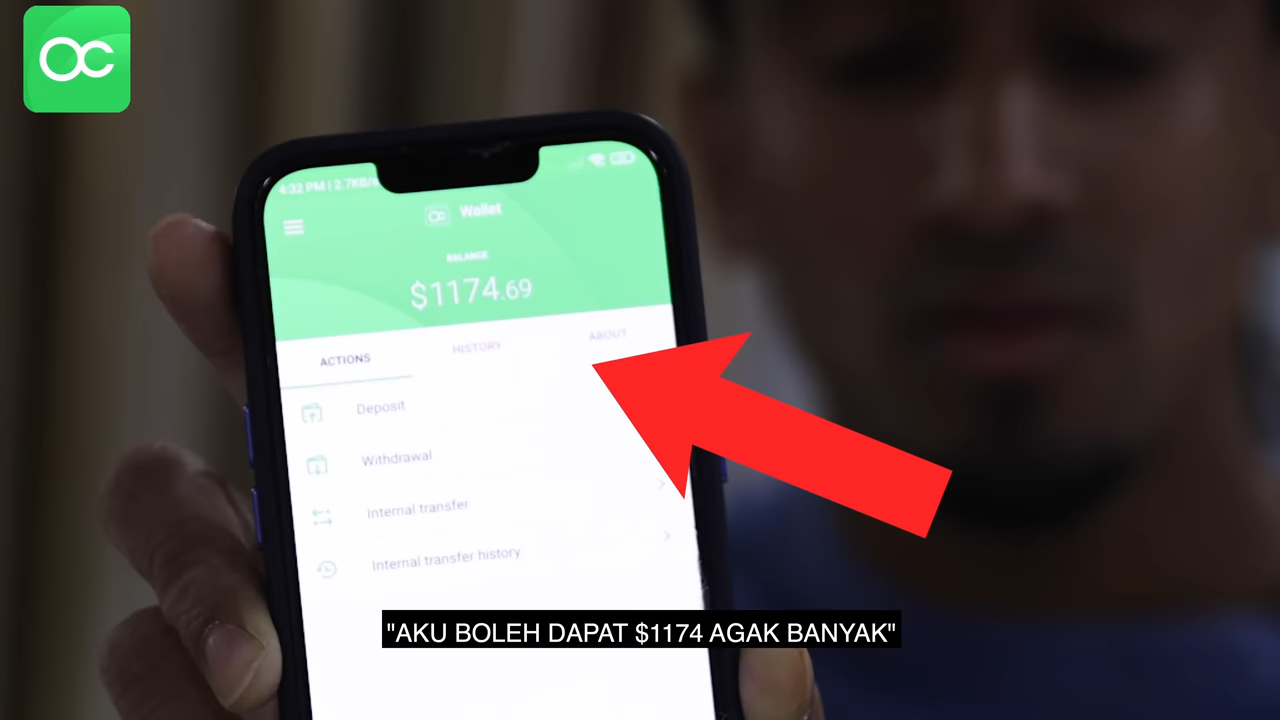 OC
4:32 PM | 2.7KB/s
OC Wallet
BALANCE
$1174.69
ACTIONS HISTORY ABOUT
Deposit
Withdrawal
Internal transfer
Internal transfer history
"AKU BOLEH DAPAT $1174 AGAK BANYAK"